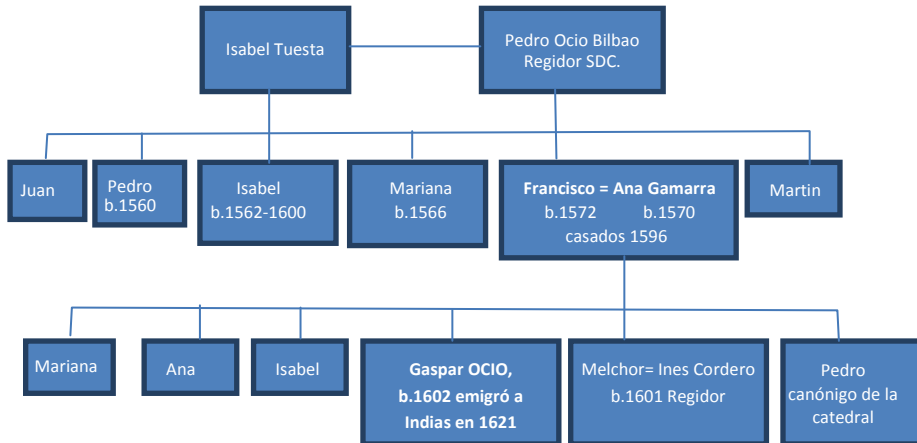 Isabel Tuesta
Pedro Ocio Bilbao
Regidor SDC.
Juan
Pedro
b.1560
Isabel
b.1562-1600
Mariana
b.1566
Francisco = Ana Gamarra
b.1572 b.1570
casados 1596
Martin
Mariana
Ana
Isabel
Gaspar OCIO,
b.1602 emigró a
Indias en 1621
Melchor= Ines Cordero
b.1601 Regidor
Pedro
canónigo de la
catedral